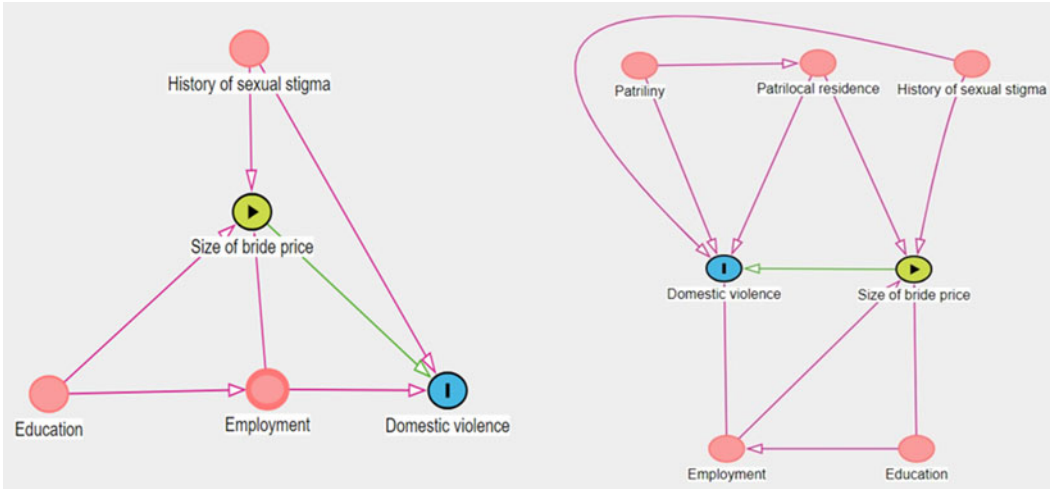 History of sexual stigma
Size of bride price
Education
Employment
Domestic violence
Patriliny
Patrilocal residence
History of sexual stigma
Domestic violence
Size of bride price
Employment
Education